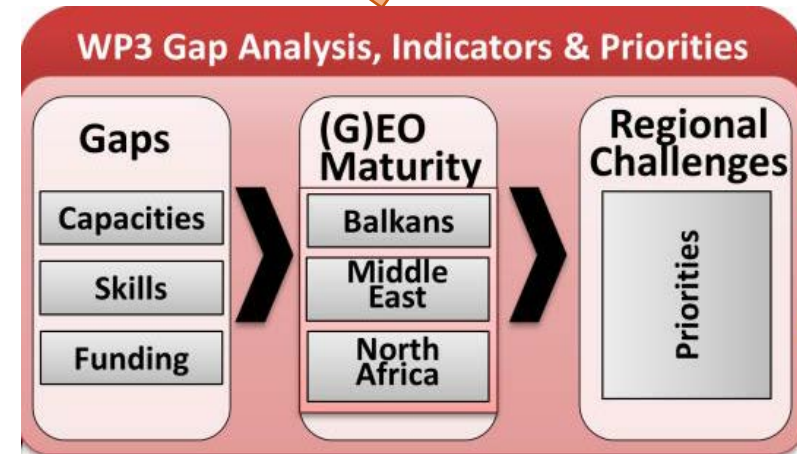 WP3 Gap Analysis, Indicators & Priorities
Gaps
Capacities
Skills
Funding
(G)EO
Maturity
Balkans
Middle
East
North
Africa
Regional
Challenges
Priorities